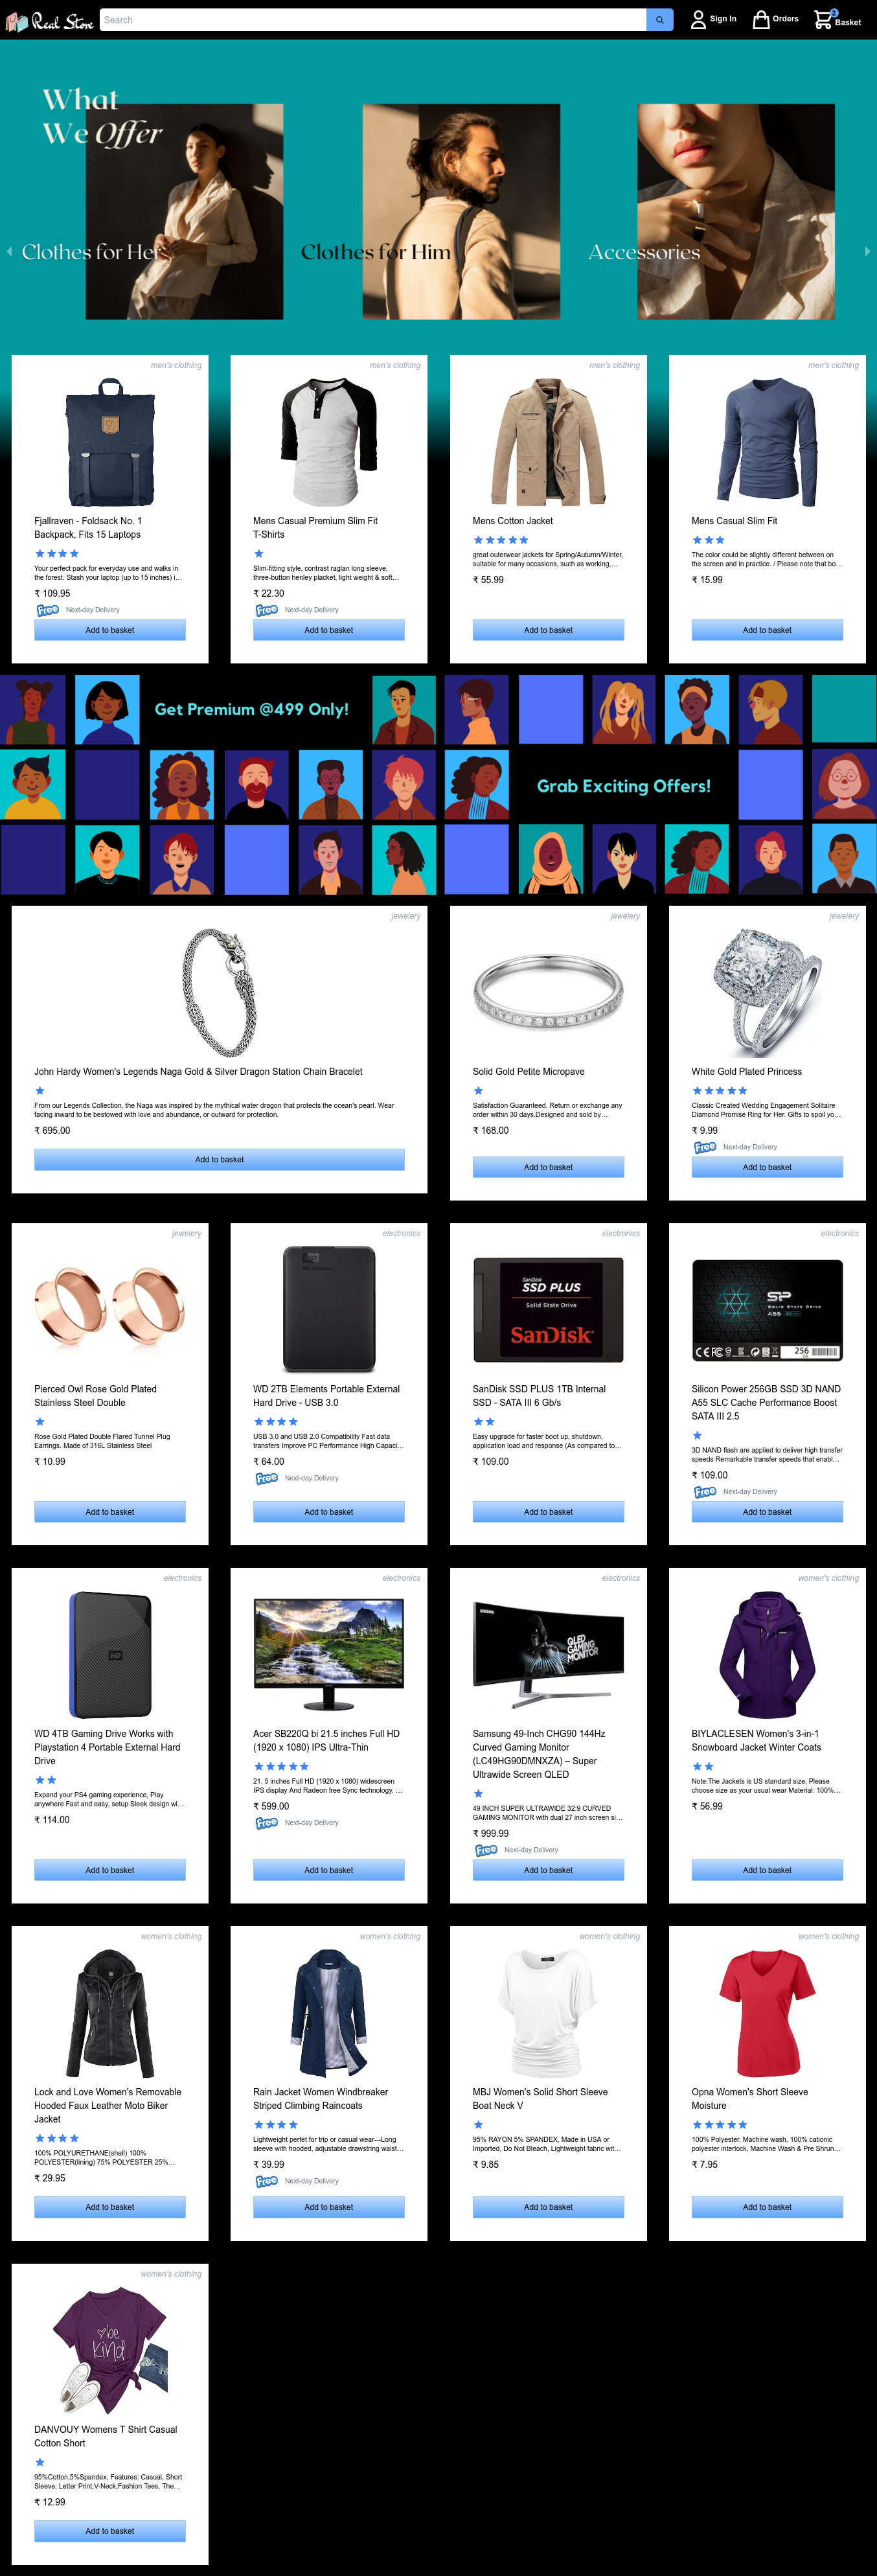 Real Store
Search
Sign In
Orders
2
Basket
What
We Offer
Clothes for Her
Clothes for Him
Accessories
men's clothing
Fjallraven - Foldsack No. 1
Backpack, Fits 15 Laptops
Your perfect pack for everyday use and walks in
the forest. Stash your laptop (up to 15 inches) i...
₹ 109.95
Free Next-day Delivery
Add to basket
men's clothing
Mens Casual Premium Slim Fit
T-Shirts
Slim-fitting style, contrast raglan long sleeve,
three-button henley placket, light weight & soft...
₹ 22.30
Free Next-day Delivery
Add to basket
men's clothing
Mens Cotton Jacket
great outerwear jackets for Spring/Autumn/Winter,
suitable for many occasions, such as working,...
₹ 55.99
Add to basket
men's clothing
Mens Casual Slim Fit
The color could be slightly different between on
the screen and in practice. / Please note that bo...
₹ 15.99
Add to basket
Get Premium @499 Only!
Grab Exciting Offers!
jewelery
John Hardy Women's Legends Naga Gold & Silver Dragon Station Chain Bracelet
From our Legends Collection, the Naga was inspired by the mythical water dragon that protects the ocean's pearl. Wear
facing inward to be bestowed with love and abundance, or outward for protection.
₹ 695.00
Add to basket
jewelery
Solid Gold Petite Micropave
Satisfaction Guaranteed. Return or exchange any
order within 30 days.Designed and sold by...
₹ 168.00
Add to basket
jewelery
White Gold Plated Princess
Classic Created Wedding Engagement Solitaire
Diamond Promise Ring for Her. Gifts to spoil yo...
₹ 9.99
Free Next-day Delivery
Add to basket
jewelery
Pierced Owl Rose Gold Plated
Stainless Steel Double
Rose Gold Plated Double Flared Tunnel Plug
Earrings. Made of 316L Stainless Steel
₹ 10.99
Add to basket
electronics
WD 2TB Elements Portable External
Hard Drive - USB 3.0
USB 3.0 and USB 2.0 Compatibility Fast data
transfers Improve PC Performance High Capaci...
₹ 64.00
Free Next-day Delivery
Add to basket
electronics
SanDisk
SSD PLUS
Solid State Drive
SanDisk
SanDisk SSD PLUS 1TB Internal
SSD - SATA III 6 Gb/s
Easy upgrade for faster boot up, shutdown,
application load and response (As compared to...
₹ 109.00
Add to basket
electronics
SP
SOLID STATE DRIVE
A55
256
Silicon Power 256GB SSD 3D NAND
A55 SLC Cache Performance Boost
SATA III 2.5
3D NAND flash are applied to deliver high transfer
speeds Remarkable transfer speeds that enabl...
₹ 109.00
Free Next-day Delivery
Add to basket
electronics
WD
WD 4TB Gaming Drive Works with
Playstation 4 Portable External Hard
Drive
Expand your PS4 gaming experience, Play
anywhere Fast and easy, setup Sleek design wi...
₹ 114.00
Add to basket
electronics
Acer SB220Q bi 21.5 inches Full HD
(1920 x 1080) IPS Ultra-Thin
21. 5 inches Full HD (1920 x 1080) widescreen
IPS display And Radeon free Sync technology. ...
₹ 599.00
Free Next-day Delivery
Add to basket
electronics
SAMSUNG
QLED
GAMING
MONITOR
Samsung 49-Inch CHG90 144Hz
Curved Gaming Monitor
(LC49HG90DMNXZA) – Super
Ultrawide Screen QLED
49 INCH SUPER ULTRAWIDE 32:9 CURVED
GAMING MONITOR with dual 27 inch screen si...
₹ 999.99
Free Next-day Delivery
Add to basket
women's clothing
BIYLACLESEN Women's 3-in-1
Snowboard Jacket Winter Coats
Note:The Jackets is US standard size, Please
choose size as your usual wear Material: 100%...
₹ 56.99
Add to basket
women's clothing
Lock and Love Women's Removable
Hooded Faux Leather Moto Biker
Jacket
100% POLYURETHANE(shell) 100%
POLYESTER(lining) 75% POLYESTER 25%...
₹ 29.95
Add to basket
women's clothing
Rain Jacket Women Windbreaker
Striped Climbing Raincoats
Lightweight perfet for trip or casual wear---Long
sleeve with hooded, adjustable drawstring waist...
₹ 39.99
Free Next-day Delivery
Add to basket
women's clothing
MBJ Women's Solid Short Sleeve
Boat Neck V
95% RAYON 5% SPANDEX, Made in USA or
Imported, Do Not Bleach, Lightweight fabric wit...
₹ 9.85
Add to basket
women's clothing
Opna Women's Short Sleeve
Moisture
100% Polyester, Machine wash, 100% cationic
polyester interlock, Machine Wash & Pre Shrun...
₹ 7.95
Add to basket
women's clothing
be
kind
DANVOUY Womens T Shirt Casual
Cotton Short
95%Cotton,5%Spandex, Features: Casual, Short
Sleeve, Letter Print,V-Neck,Fashion Tees, The...
₹ 12.99
Add to basket